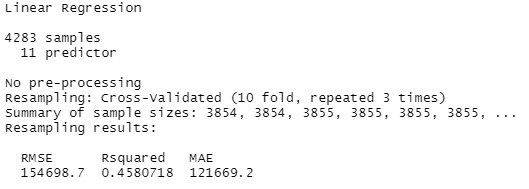 Linear Regression
4283 samples
11 predictor
No pre-processing
Resampling: Cross-Validated (10 fold, repeated 3 times)
Summary of sample sizes: 3854, 3854, 3855, 3855, 3855, 3855, ...
Resampling results:
RMSE Rsquared MAE
154698.7 0.4580718 121669.2